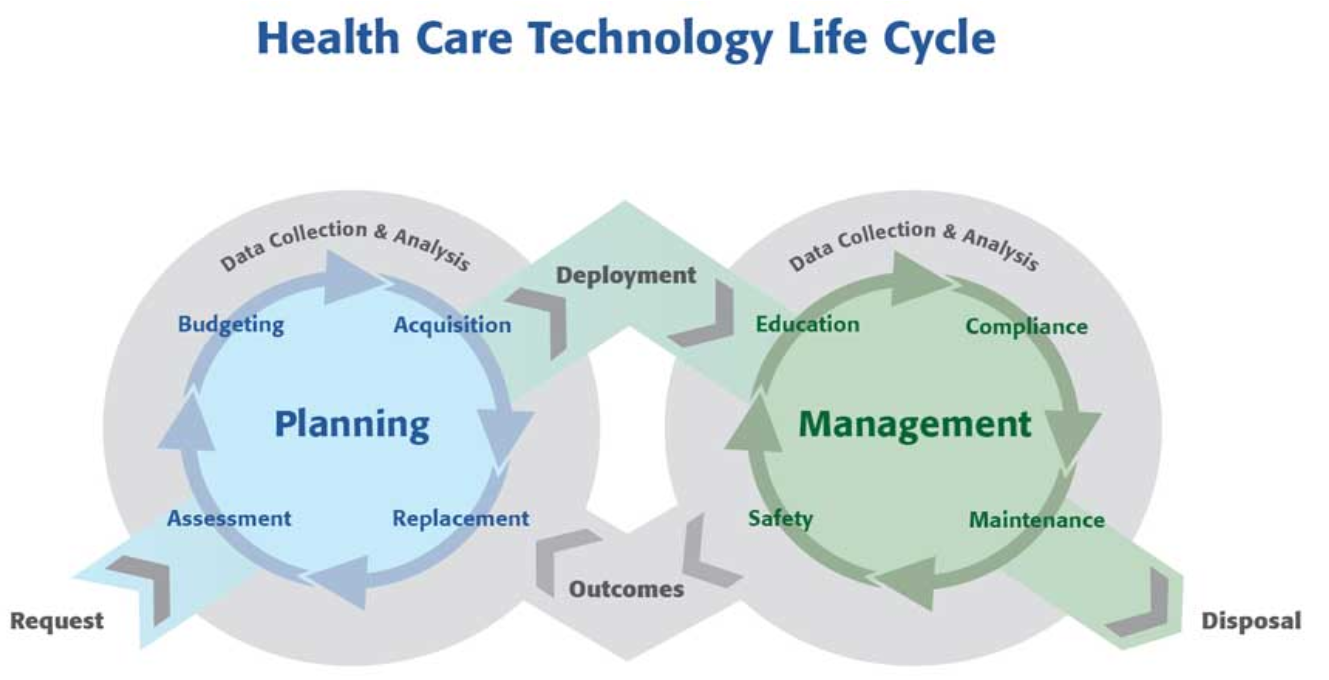 Health Care Technology Life Cycle
Data Collection & Analysis
Data Collection & Analysis
Deployment
Budgeting
Acquisition
Education
Compliance
Planning
Management
Assessment
Replacement
Safety
Maintenance
Outcomes
Request
Disposal